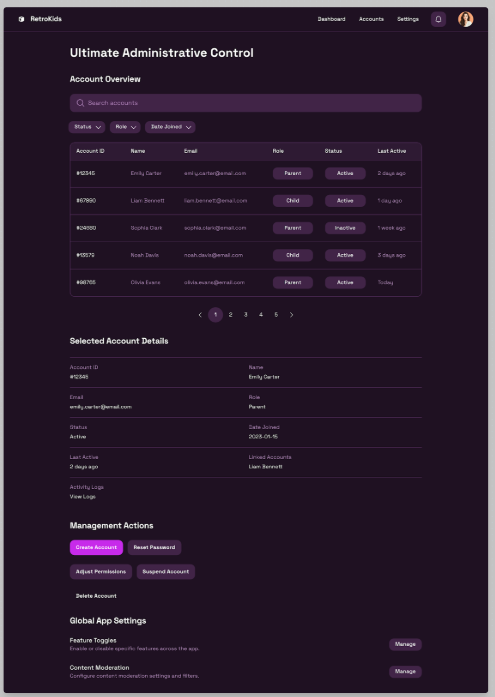 RetroKids
Dashboard Accounts Settings
Ultimate Administrative Control
Account Overview
Search accounts
Status Role Date Joined
Account ID Name Email Role Status Last Active
#12345 Emily Carter emily.carter@email.com Parent Active 2 days ago
#67890 Liam Bennett liam.bennett@email.com Child Active 1 day ago
#24680 Sophia Clark sophia.clark@email.com Parent Inactive 1 week ago
#13579 Noah Davis noah.davis@email.com Child Active 3 days ago
#98765 Olivia Evans olivia.evans@email.com Parent Active Today
1 2 3 4 5
Selected Account Details
Account ID Name
#12345 Emily Carter
Email Role
emily.carter@email.com Parent
Status Date Joined
Active 2023-01-15
Last Active Linked Accounts
2 days ago Liam Bennett
Activity Logs
View Logs
Management Actions
Create Account Reset Password
Adjust Permissions Suspend Account
Delete Account
Global App Settings
Feature Toggles
Enable or disable specific features across the app.
Manage
Content Moderation
Configure content moderation settings and filters.
Manage